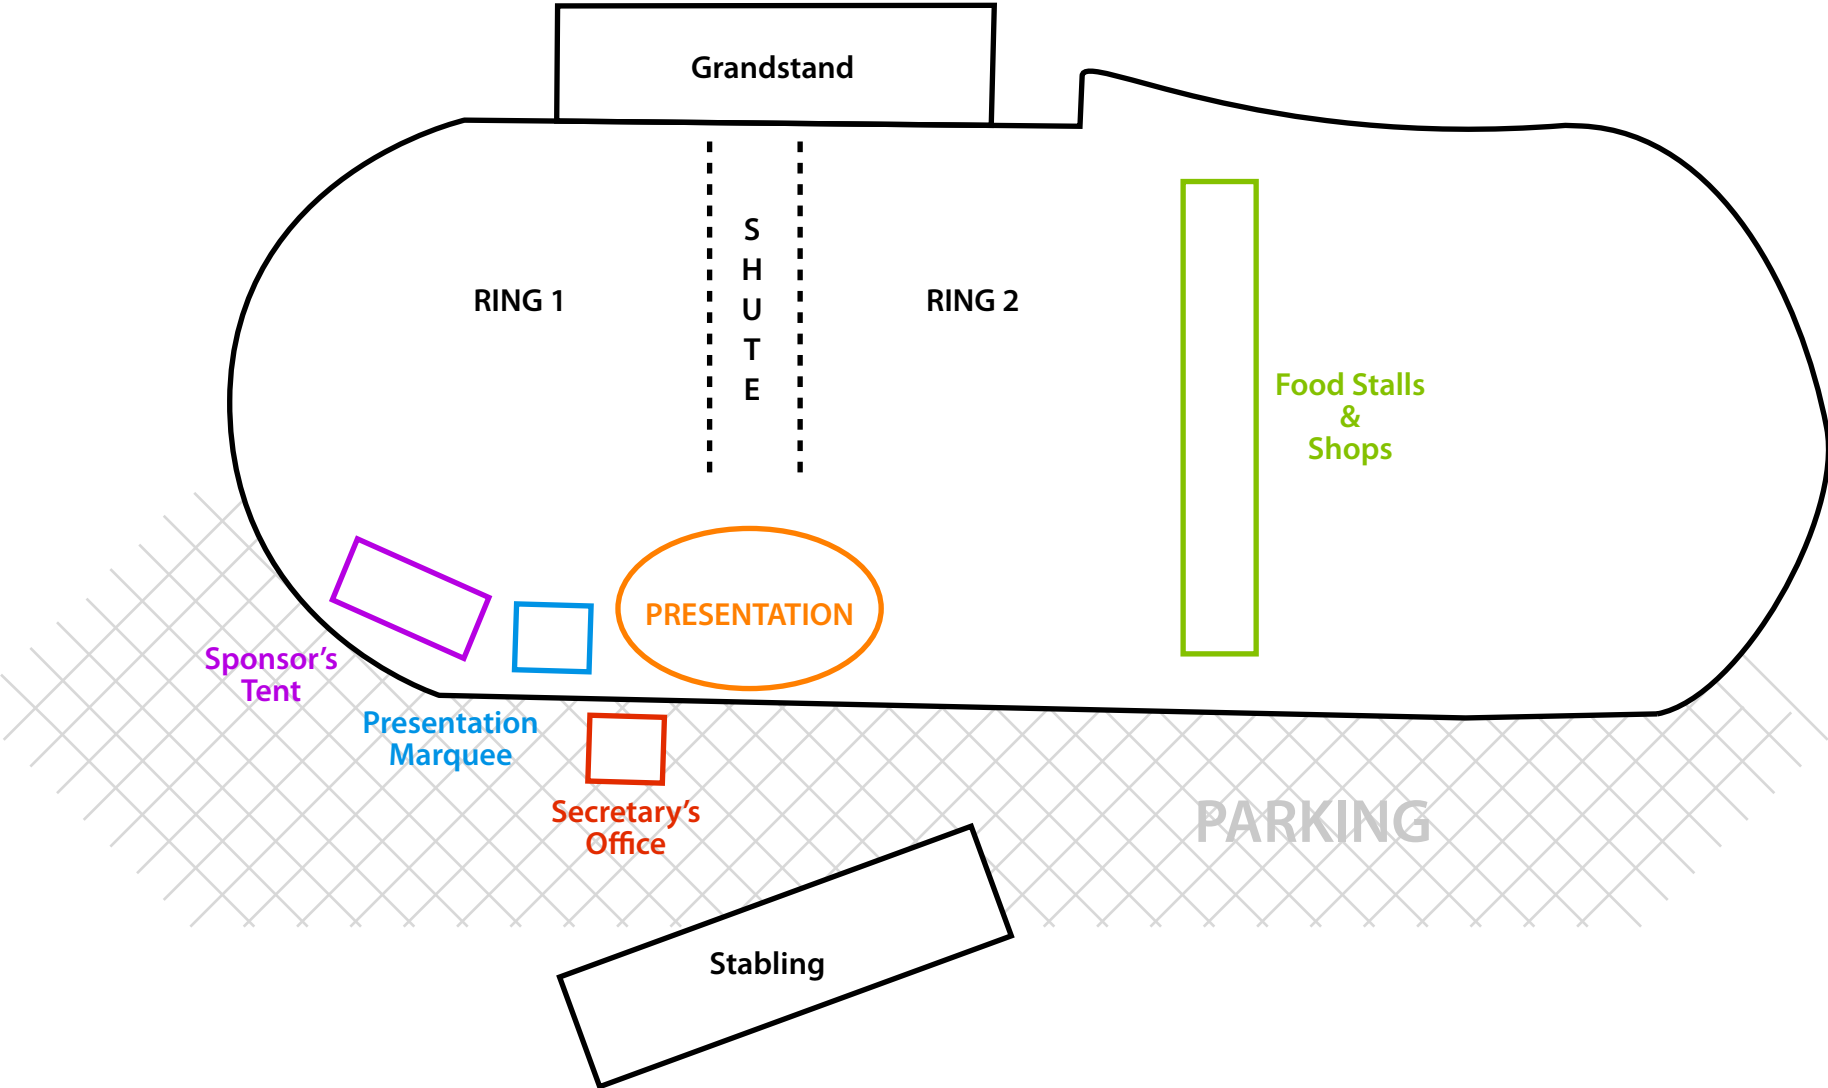 Grandstand
S
H
U
T
E
RING 1
RING 2
Food Stalls
&
Shops
PRESENTATION
Sponsor’s
Tent
Presentation
Marquee
Secretary’s
Office
PARKING
Stabling